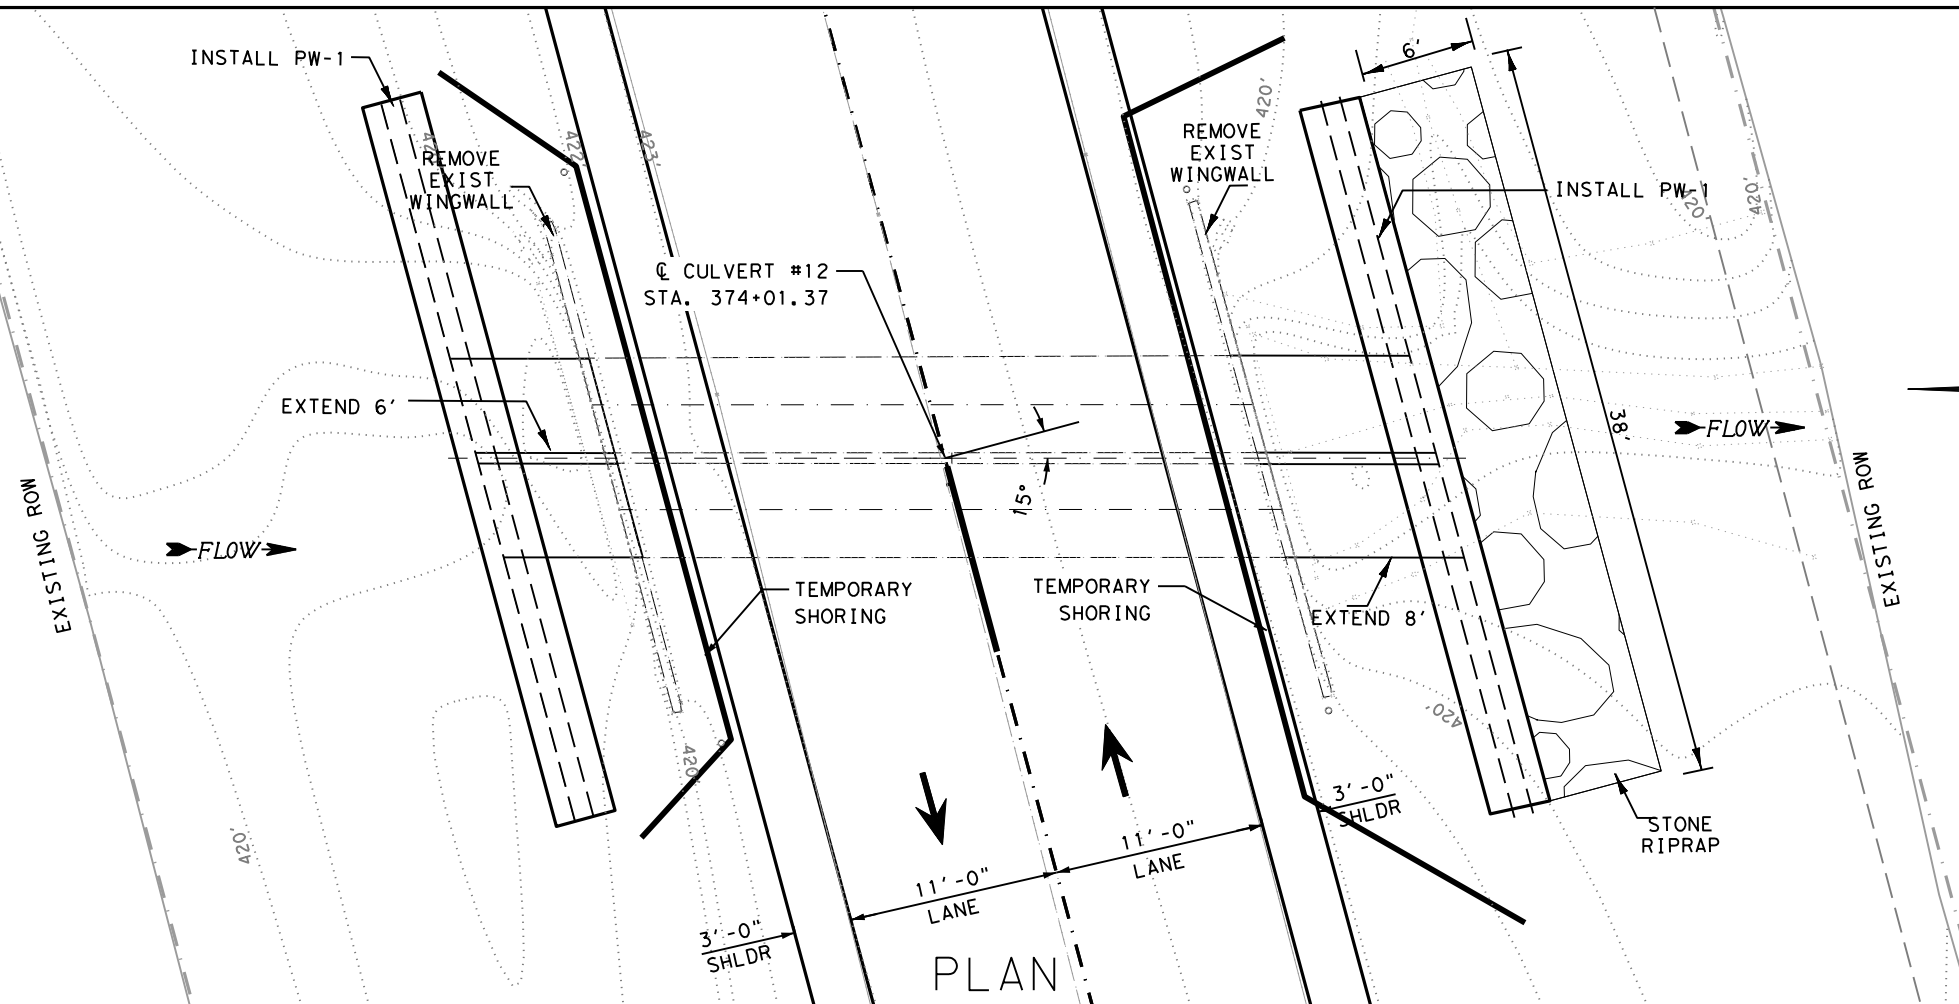 INSTALL PW-1
6'
420'
422'
423'
42
REMOVE
EXIST
WINGWALL
REMOVE
EXIST
WINGWALL
INSTALL PW-1
420'
420'
℄ CULVERT #12
STA. 374+01.37
EXTEND 6'
38'
FLOW
15°
EXISTING ROW
EXISTING ROW
FLOW
TEMPORARY
SHORING
TEMPORARY
SHORING
EXTEND 8'
420'
420'
3'-0"
SHLDR
STONE
RIPRAP
420'
11'-0"
LANE
11'-0"
LANE
3'-0"
SHLDR
PLAN